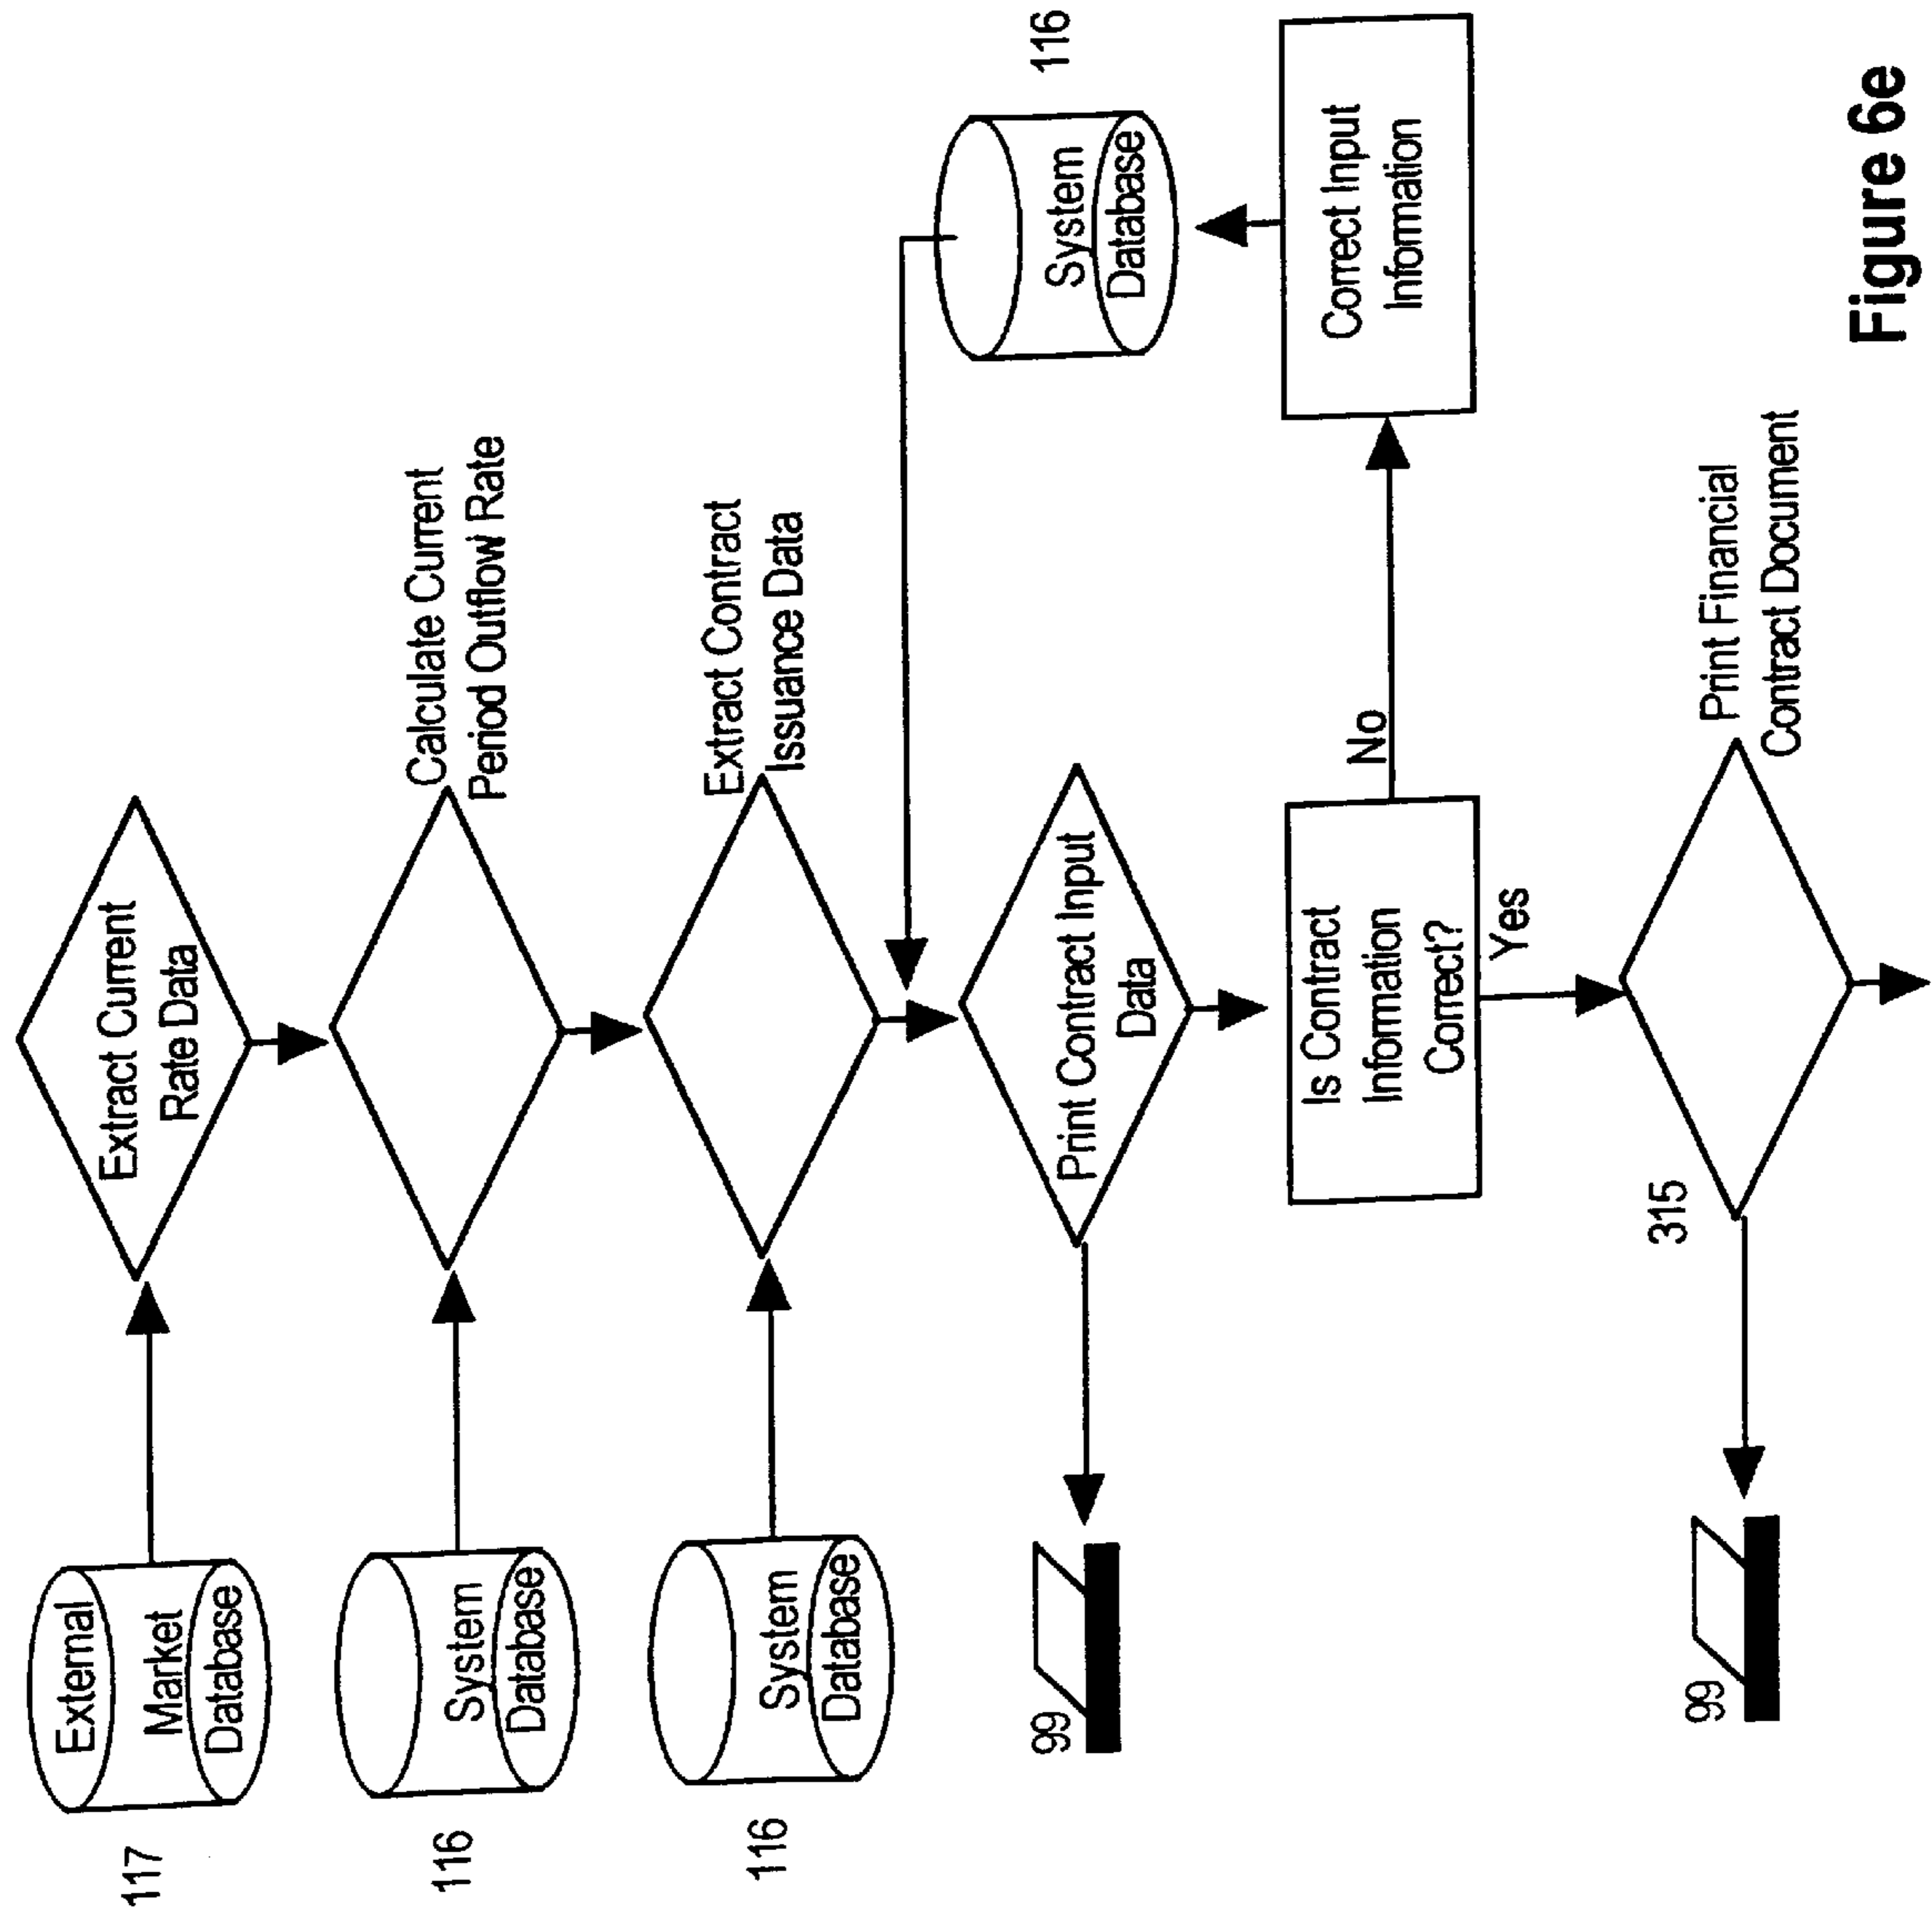 117
External
Market
Database
Extract Current
Rate Data
116
System
Database
Calculate Current
Period Outflow Rate
116
System
Database
Extract Contract
Issuance Data
99
Print Contract Input
Data
System
Database
116
Is Contract
Information
Correct?
No
Yes
Correct Input
Information
99
315
Print Financial
Contract Document
Figure 6e